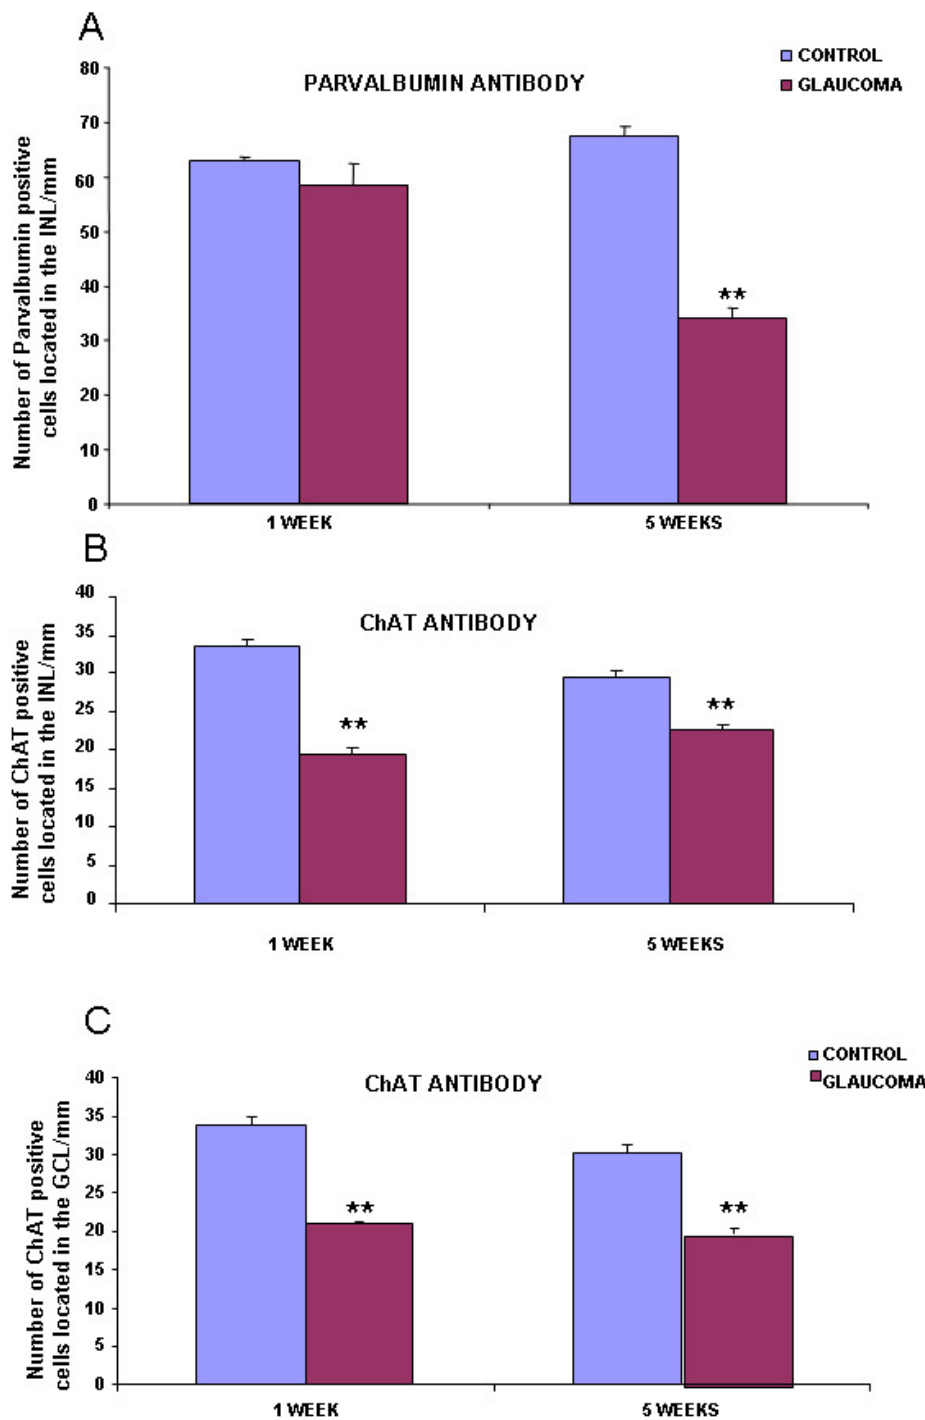 A
PARVALBUMIN ANTIBODY
CONTROL
GLAUCOMA
Number of Parvalbumin positive
cells located in the INL/mm
80
70
60
50
40
30
20
10
0
**
1 WEEK
5 WEEKS
B
ChAT ANTIBODY
Number of ChAT positive
cells located in the INL/mm
40
35
30
25
20
15
10
5
0
**
**
1 WEEK
5 WEEKS
C
ChAT ANTIBODY
CONTROL
GLAUCOMA
Number of ChAT positive
cells located in the GCL/mm
40
35
30
25
20
15
10
5
0
**
**
1 WEEK
5 WEEKS